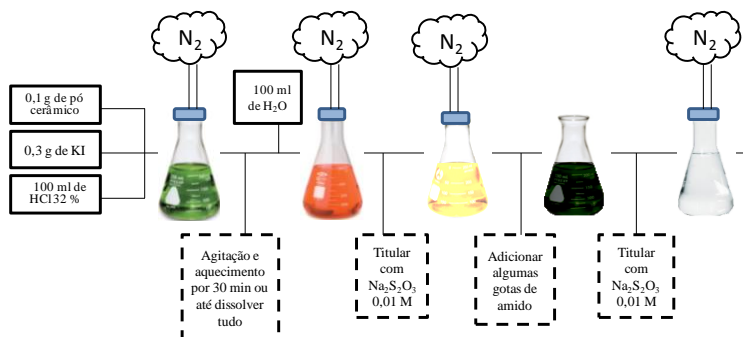 N₂
N₂
N₂
N₂
0,1 g de pó
cerâmico
0,3 g de KI
100 ml de
HCl 32 %
100 ml
de H₂O
Agitação e
aquecimento
por 30 min ou
até dissolver
tudo
Titular
com
Na₂S₂O₃
0,01 M
Adicionar
algumas
gotas de
amido
Titular
com
Na₂S₂O₃
0,01 M